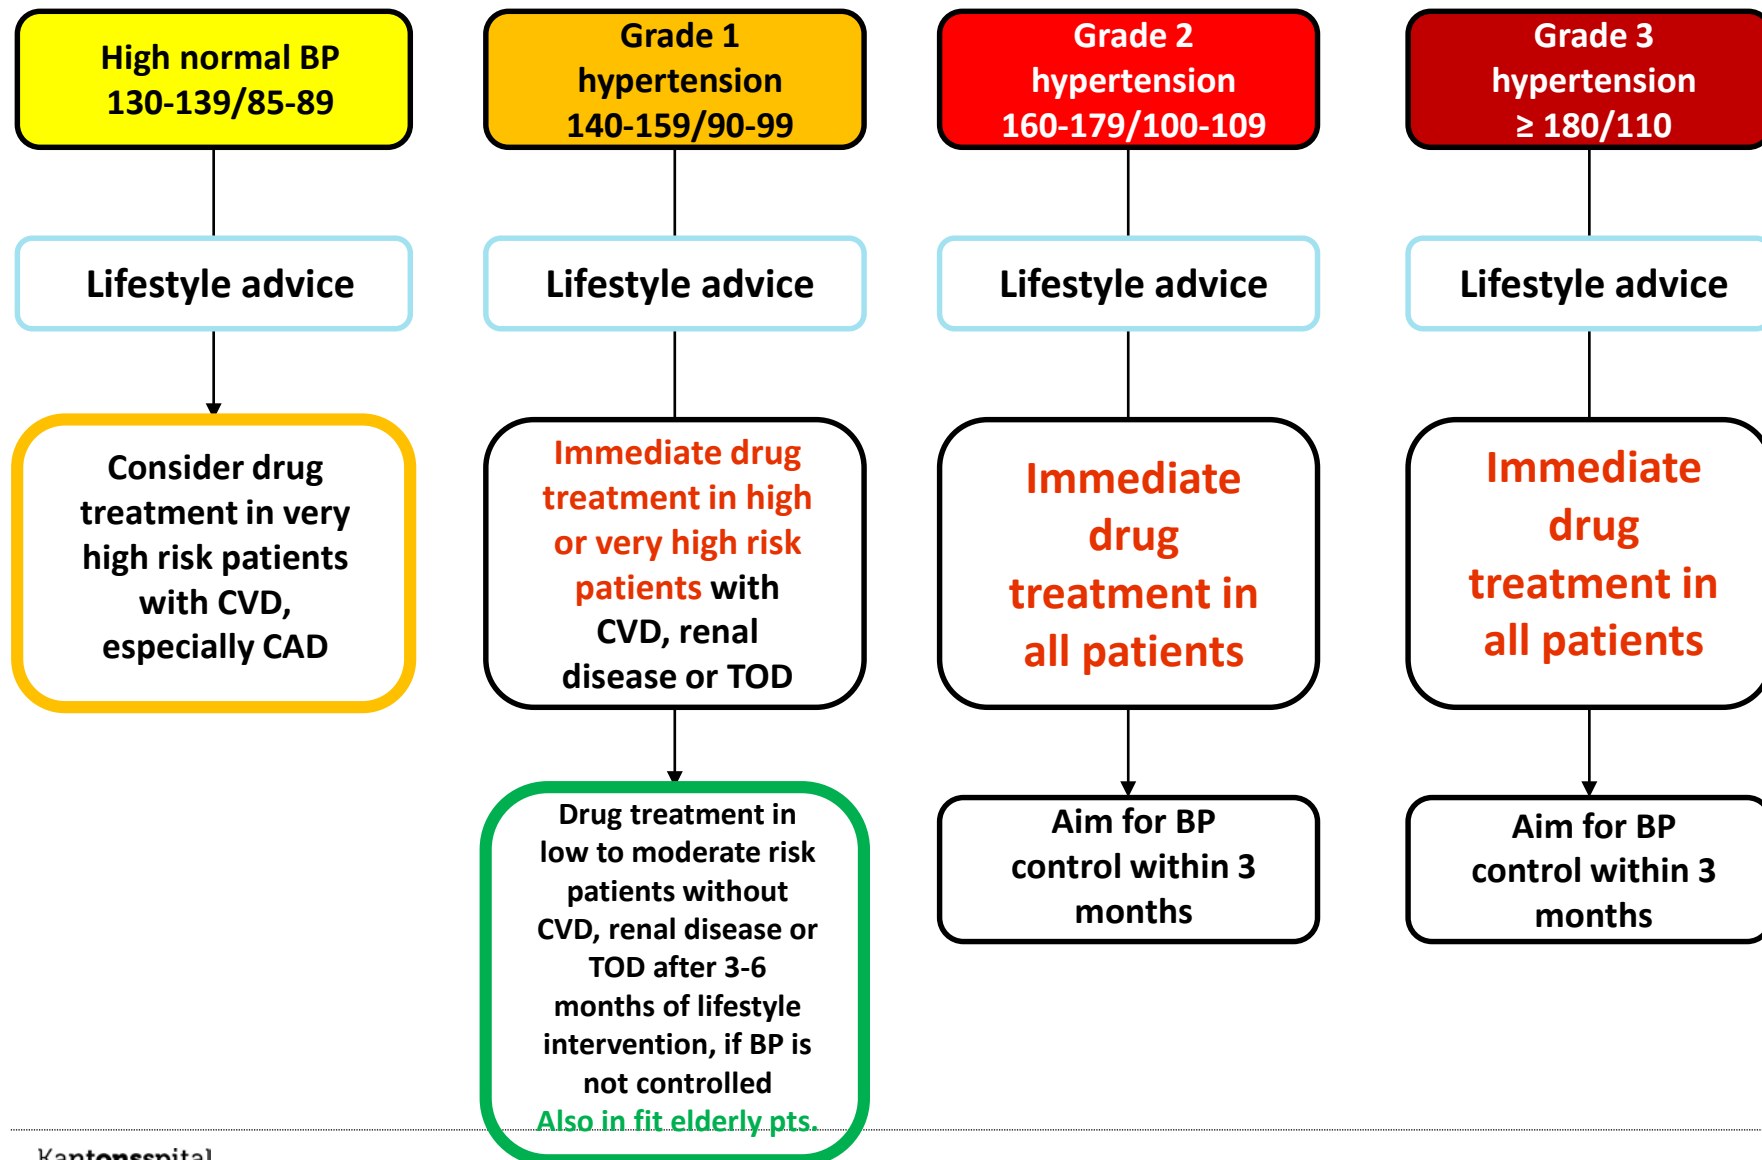 High normal BP
130-139/85-89
Grade 1
hypertension
140-159/90-99
Grade 2
hypertension
160-179/100-109
Grade 3
hypertension
≥ 180/110
Lifestyle advice
Lifestyle advice
Lifestyle advice
Lifestyle advice
Consider drug
treatment in very
high risk patients
with CVD,
especially CAD
Immediate drug
treatment in high
or very high risk
patients with
CVD, renal
disease or TOD
Immediate
drug
treatment in
all patients
Immediate
drug
treatment in
all patients
Drug treatment in
low to moderate risk
patients without
CVD, renal disease or
TOD after 3-6
months of lifestyle
intervention, if BP is
not controlled
Also in fit elderly pts.
Aim for BP
control within 3
months
Aim for BP
control within 3
months
Kantonsspital